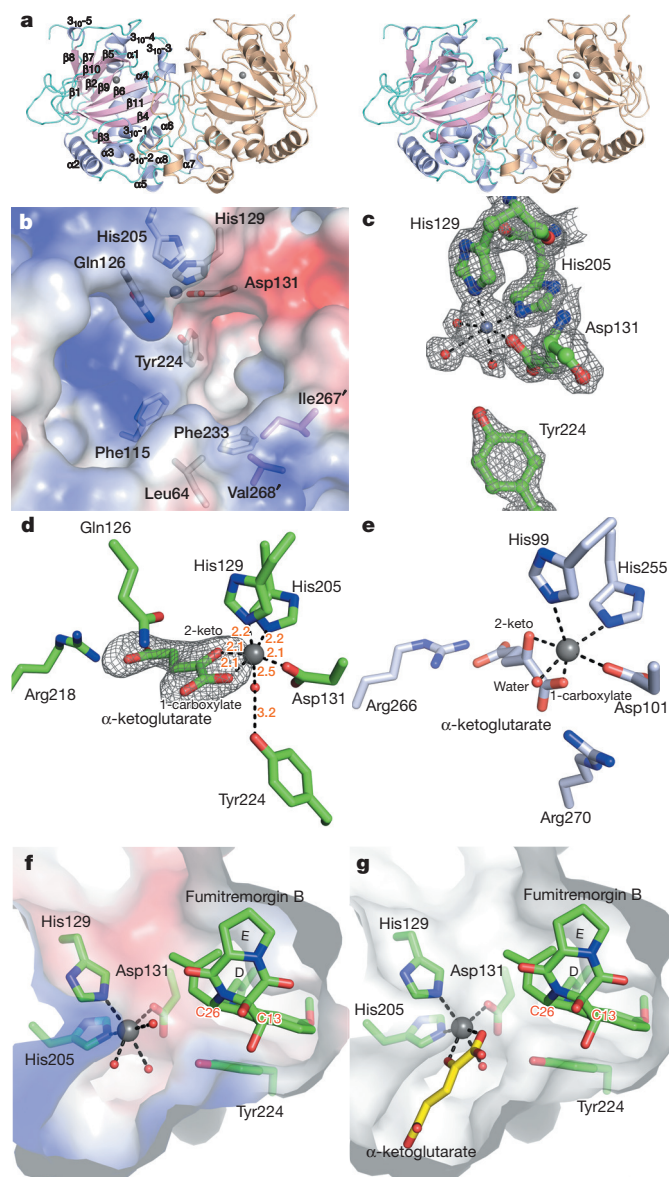 a
3₁₀-5
3₁₀-4
3₁₀-3
β8
β7
β5
α1
β10
β2
α4
β1
β9
β6
β11
β4
3₁₀-1
α6
β3
α2
α3
3₁₀-2
α8
α7
α5
b
His129
His205
Gln126
Asp131
Tyr224
Ile267′
Phe115
Phe233
Leu64
Val268′
c
His129
His205
Asp131
Tyr224
d
Gln126
His129
His205
2-keto
2.2
2.2
2.1
2.1
2.1
2.5
Arg218
1-carboxylate
Asp131
α-ketoglutarate
3.2
Tyr224
e
His99
His255
2-keto
Water
1-carboxylate
Arg266
α-ketoglutarate
Asp101
Arg270
f
Fumitremorgin B
His129
E
Asp131
D
C26
C13
His205
Tyr224
g
Fumitremorgin B
His129
E
Asp131
D
His205
C26
C13
Tyr224
α-ketoglutarate